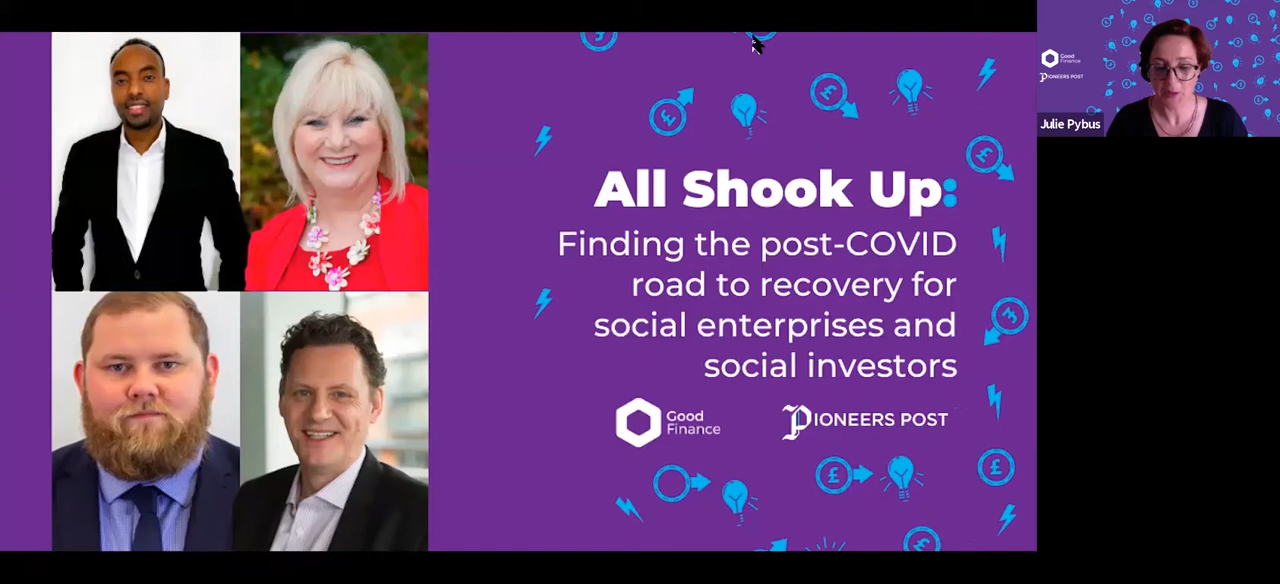 All Shook Up:
Finding the post-COVID
road to recovery for
social enterprises and
social investors
Good
Finance
PIONEERS POST
Good
Finance
PIONEERS POST
Julie Pybus